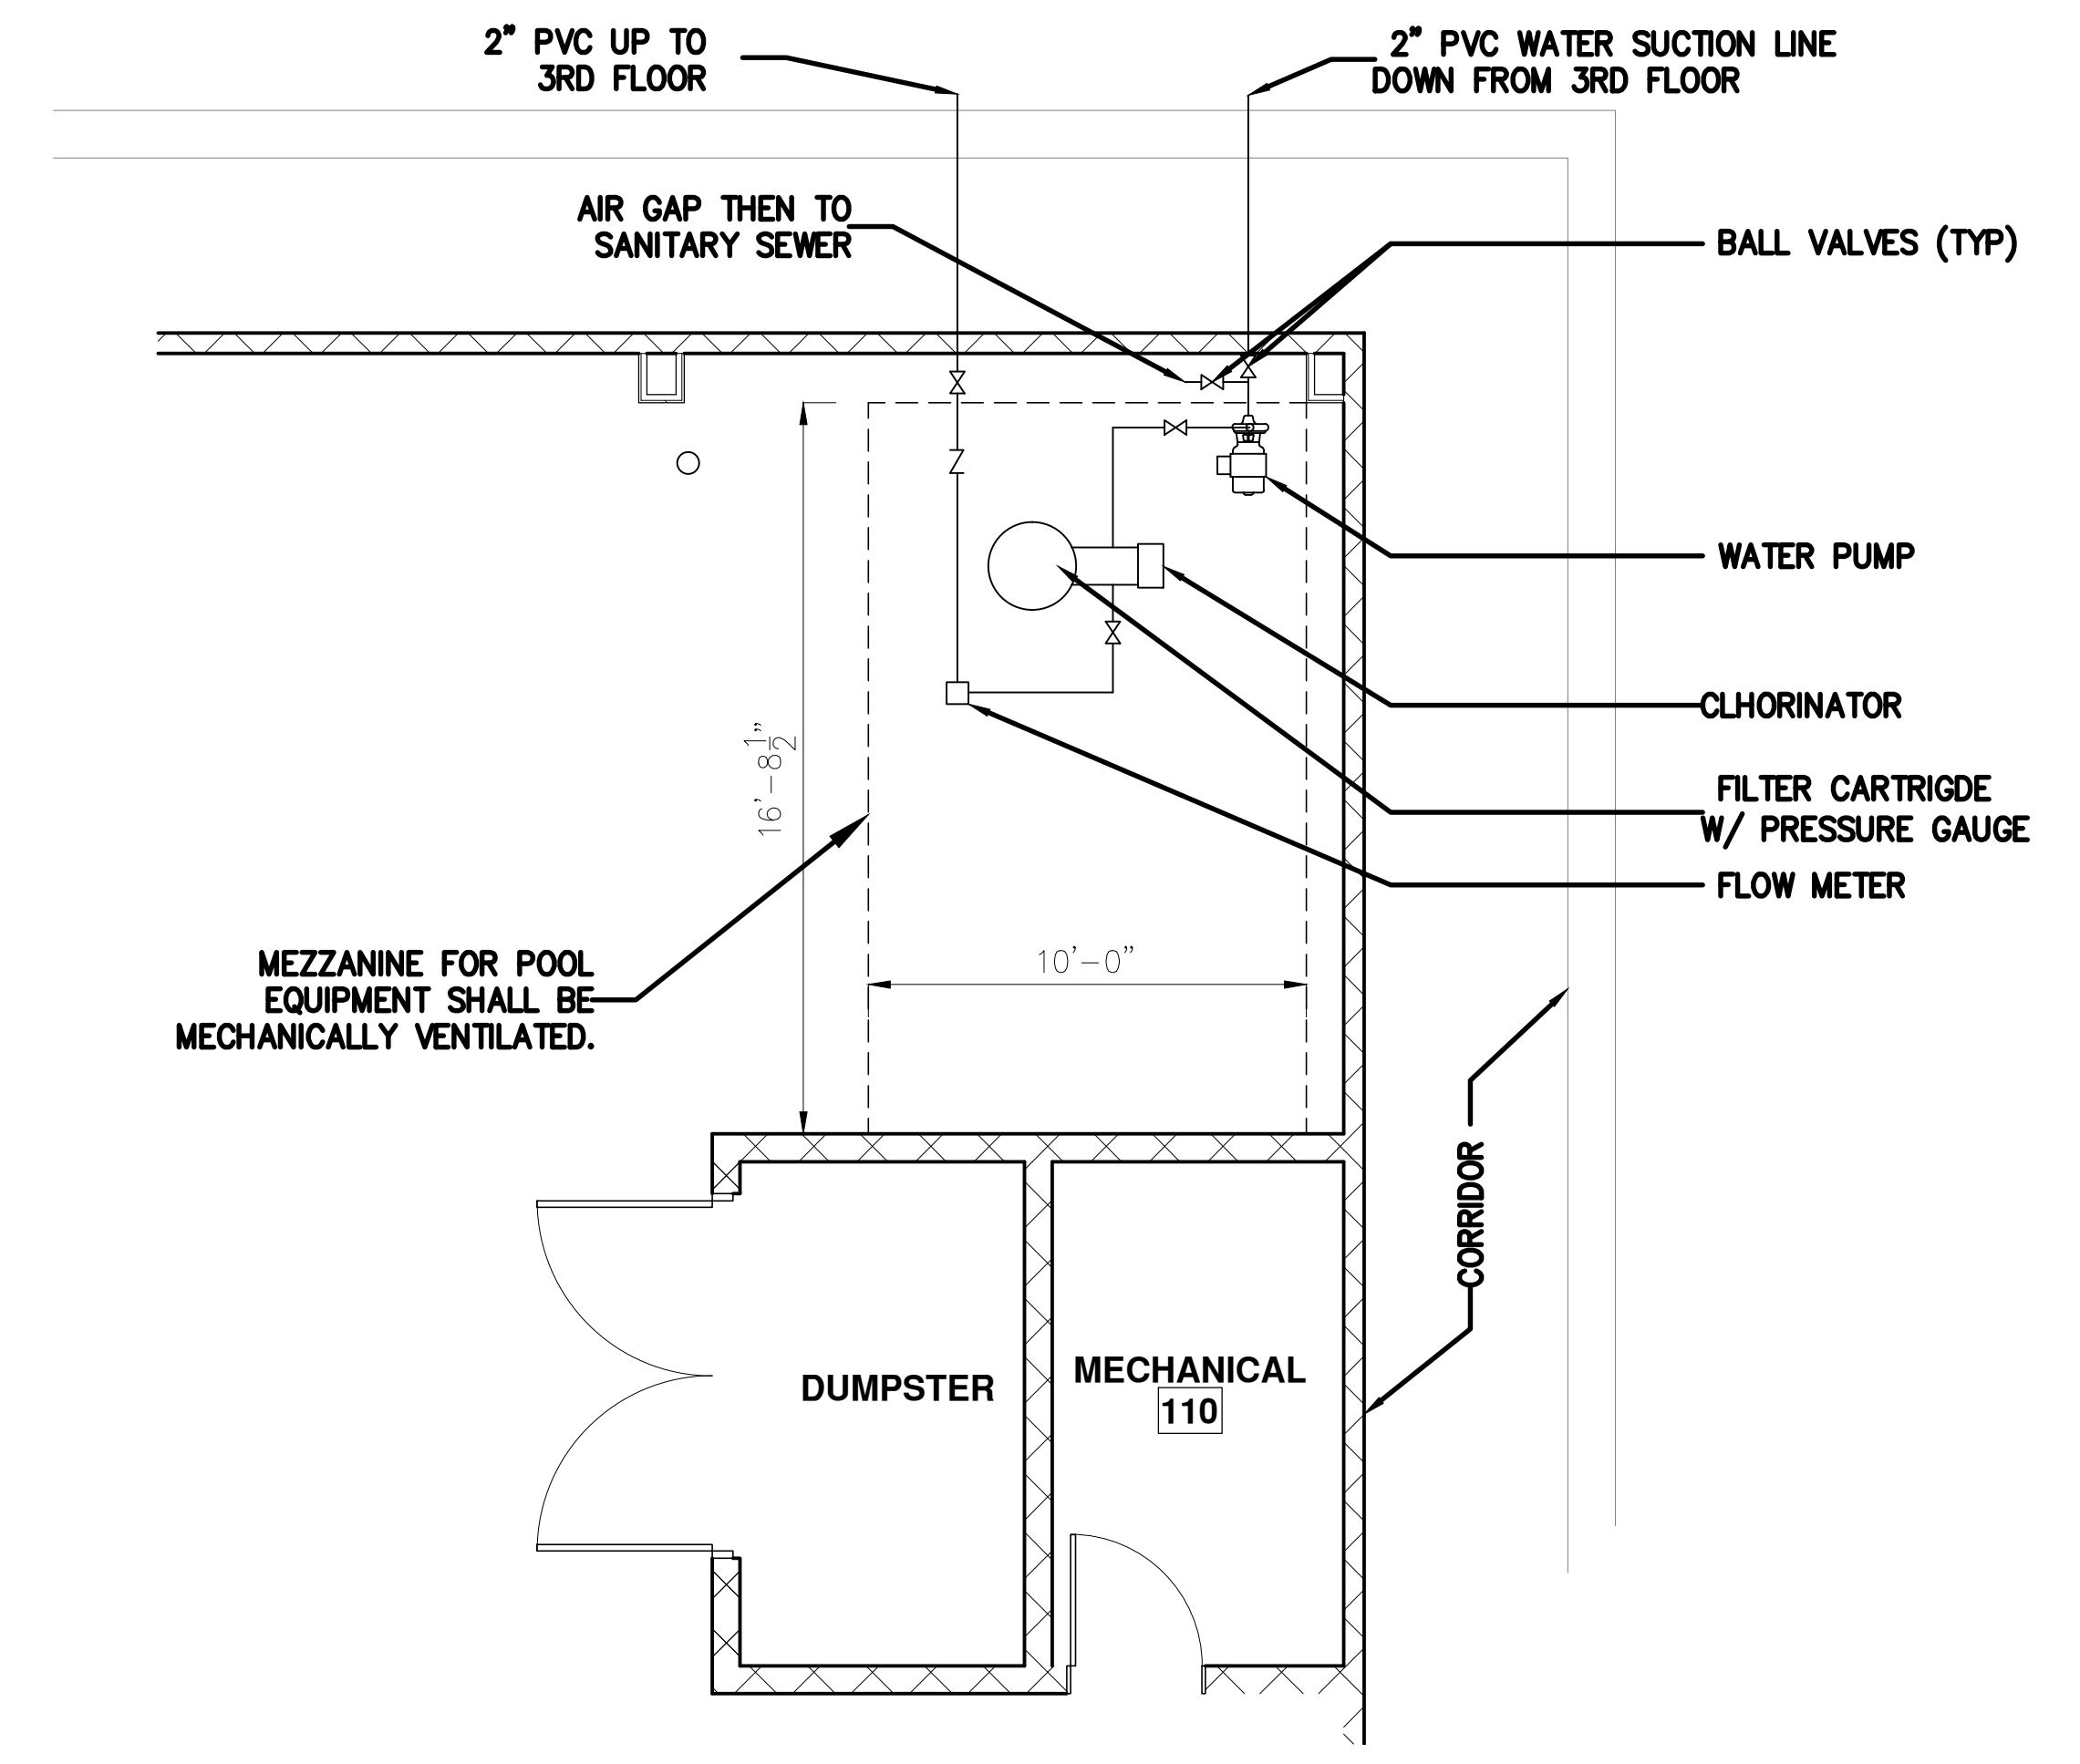 2" PVC UP TO
3RD FLOOR
2" PVC WATER SUCTION LINE
DOWN FROM 3RD FLOOR
AIR GAP THEN TO
SANITARY SEWER
BALL VALVES (TYP)
WATER PUMP
CLHORINATOR
FILTER CARTRIGDE
W/ PRESSURE GAUGE
FLOW METER
16'-8 1/2"
10'-0"
MEZZANINE FOR POOL
EQUIPMENT SHALL BE
MECHANICALLY VENTILATED.
CORRIDOR
DUMPSTER
MECHANICAL
110